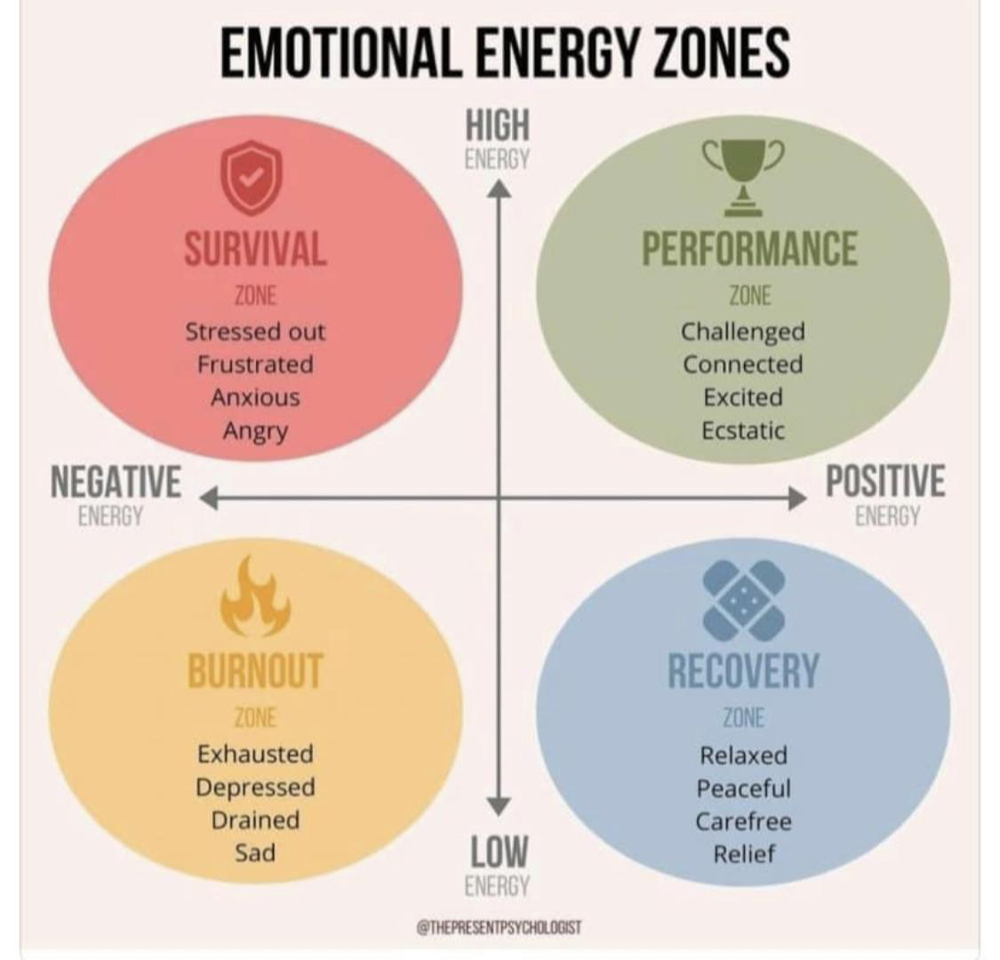 EMOTIONAL ENERGY ZONES
HIGH
ENERGY
SURVIVAL
ZONE
Stressed out
Frustrated
Anxious
Angry
PERFORMANCE
ZONE
Challenged
Connected
Excited
Ecstatic
NEGATIVE
ENERGY
POSITIVE
ENERGY
BURNOUT
ZONE
Exhausted
Depressed
Drained
Sad
RECOVERY
ZONE
Relaxed
Peaceful
Carefree
Relief
LOW
ENERGY
@THEPRESENTPSYCHOLOGIST